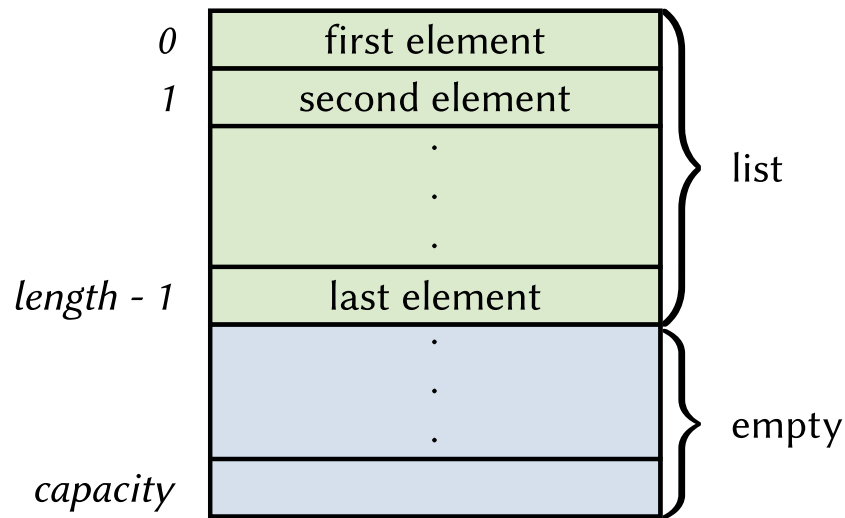 0 first element
1 second element
.
.
.
list
length - 1 last element
.
.
.
empty
capacity